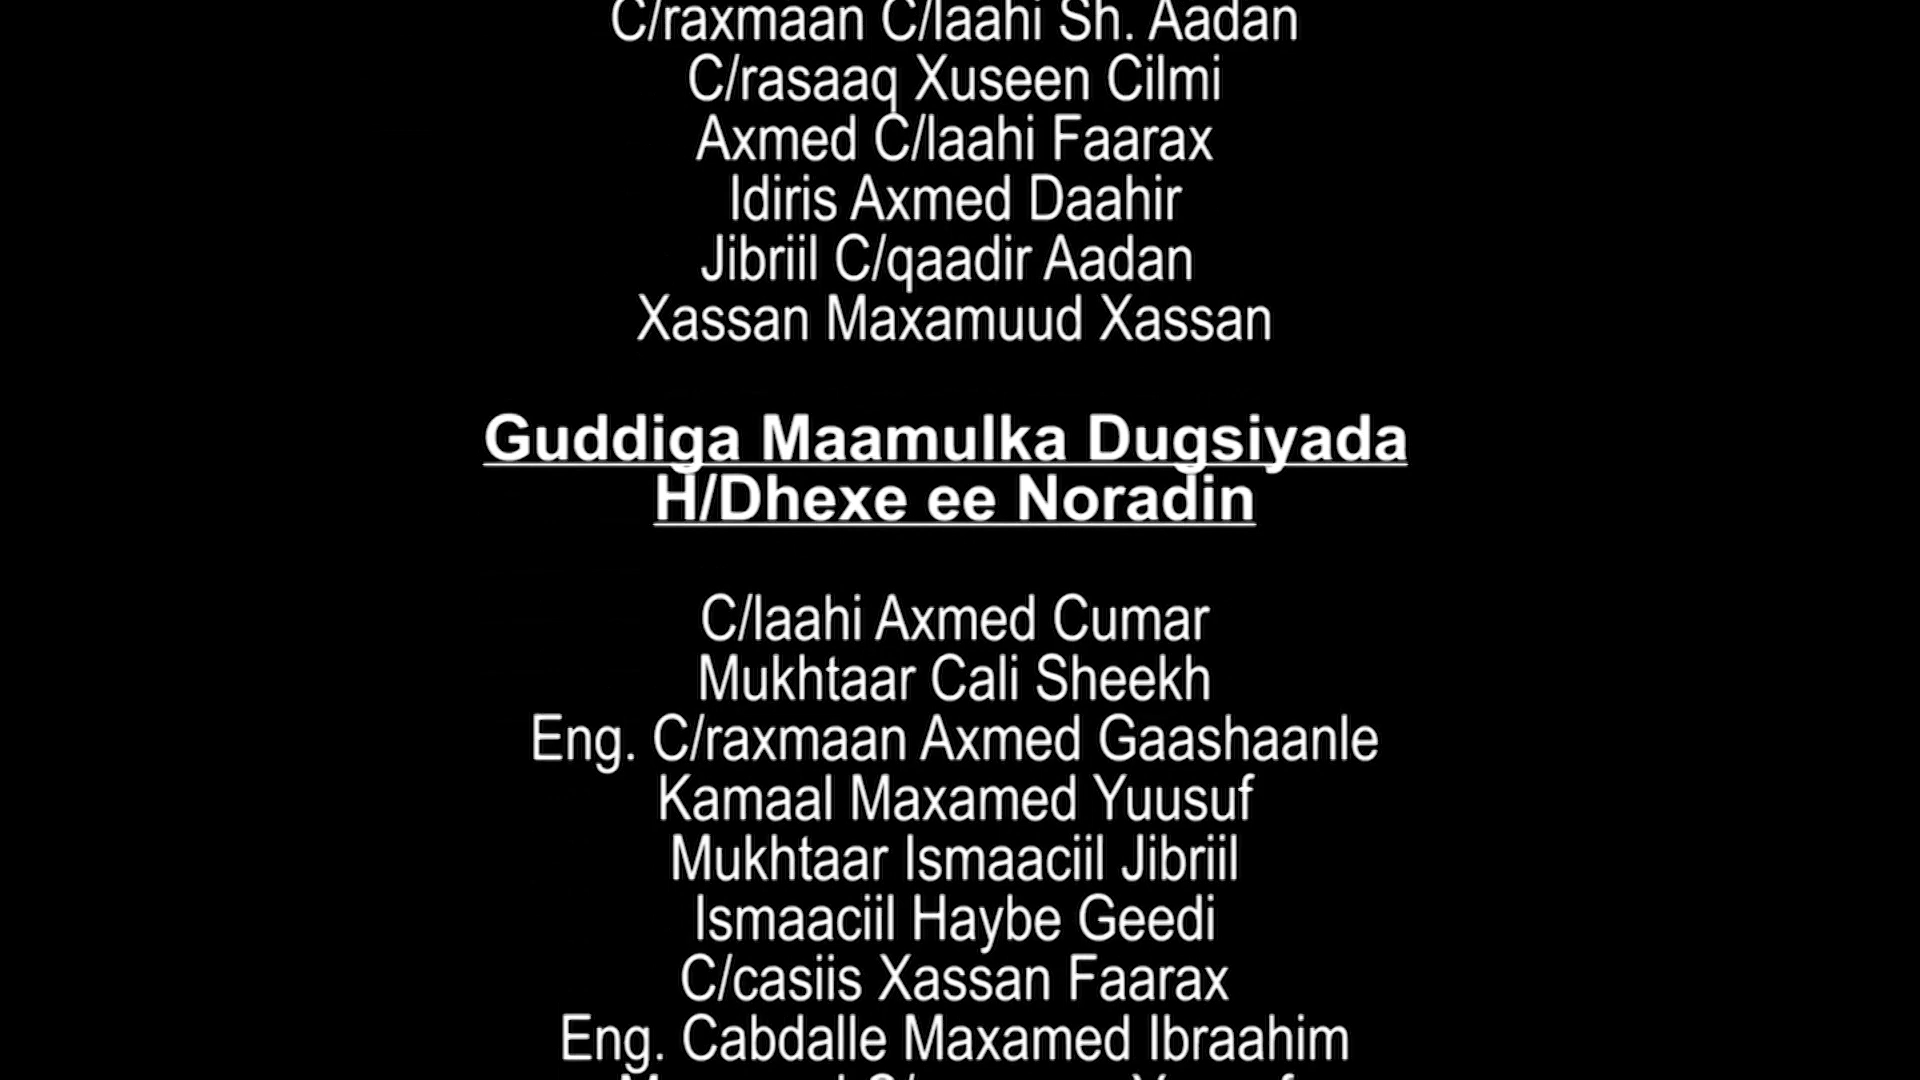 C/raxmaan C/laahi Sh. Aadan
C/rasaaq Xuseen Cilmi
Axmed C/laahi Faarax
Idiris Axmed Daahir
Jibriil C/qaadir Aadan
Xassan Maxamuud Xassan
Guddiga Maamulka Dugsiyada
H/Dhexe ee Noradin
C/laahi Axmed Cumar
Mukhtaar Cali Sheekh
Eng. C/raxmaan Axmed Gaashaanle
Kamaal Maxamed Yuusuf
Mukhtaar Ismaaciil Jibriil
Ismaaciil Haybe Geedi
C/casiis Xassan Faarax
Eng. Cabdalle Maxamed Ibraahim